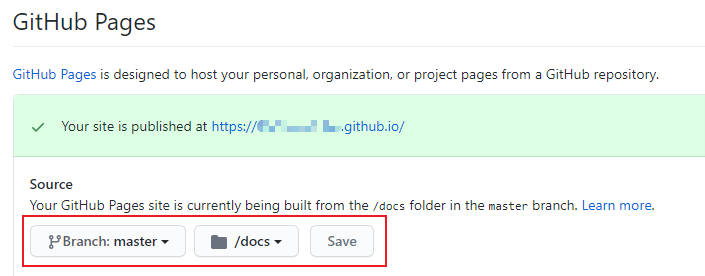 GitHub Pages
GitHub Pages is designed to host your personal, organization, or project pages from a GitHub repository.
Your site is published at https:// .github.io/
Source
Your GitHub Pages site is currently being built from the /docs folder in the master branch. Learn more.
Branch: master /docs Save